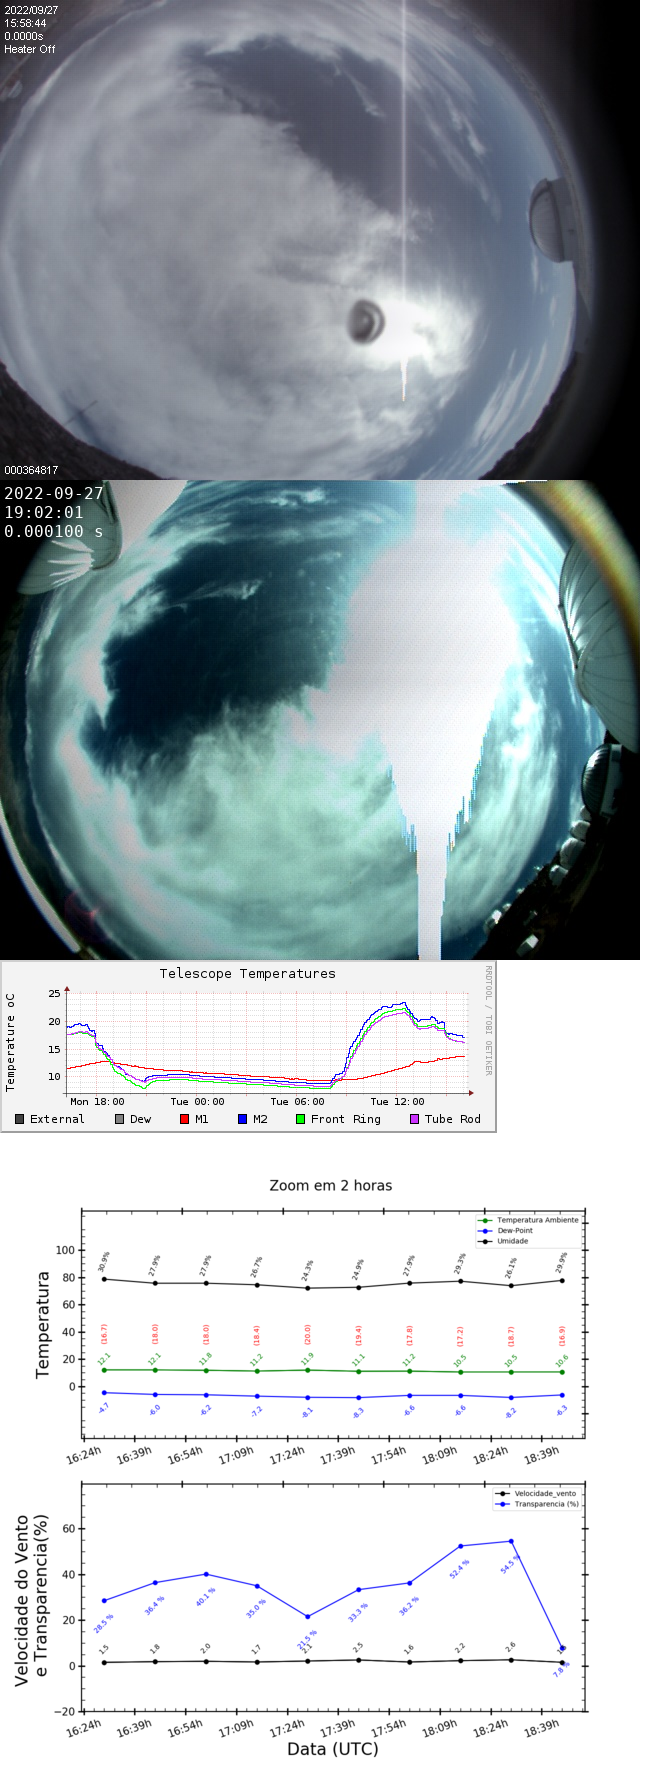 2022/09/27
15:58:44
0.0000s
Heater Off
000364817
2022-09-27
19:02:01
0.000100 s
Telescope Temperatures
RRDTOOL / TOBI OETIKER
Temperature oC
25
20
15
10
Mon 18:00 Tue 00:00 Tue 06:00 Tue 12:00
External Dew M1 M2 Front Ring Tube Rod
Zoom em 2 horas
Temperatura Ambiente
Dew-Point
Umidade
Temperatura
100
80
60
40
20
0
30.9% 27.9% 27.9% 26.7% 24.3% 24.9% 27.9% 29.3% 26.1% 29.9%
(16.7) (18.0) (18.0) (18.4) (20.0) (19.4) (17.8) (17.2) (18.7) (16.9)
12.1 12.1 11.8 11.2 11.9 11.1 11.2 10.5 10.5 10.6
-4.7 -6.0 -6.2 -7.2 -8.1 -8.3 -6.6 -6.6 -8.2 -6.3
16:24h 16:39h 16:54h 17:09h 17:24h 17:39h 17:54h 18:09h 18:24h 18:39h
Velocidade_vento
Transparencia (%)
Velocidade do Vento
e Transparencia(%)
60
40
20
0
−20
28.5 % 36.4 % 40.1 % 35.0 % 21.5 % 33.3 % 36.2 % 52.4 % 54.5 % 7.8 %
1.5 1.8 2.0 1.7 2.1 2.5 1.6 2.2 2.6
16:24h 16:39h 16:54h 17:09h 17:24h 17:39h 17:54h 18:09h 18:24h 18:39h
Data (UTC)